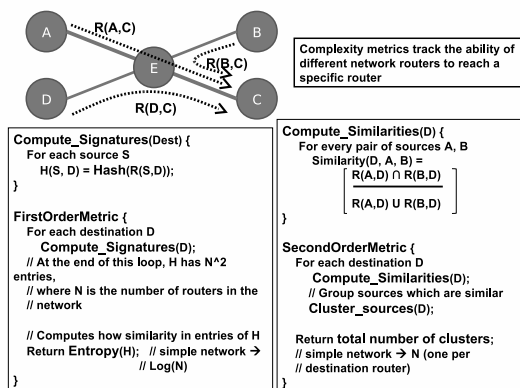 A
R(A,C)
B
E
R(B,C)
D
R(D,C)
C
Complexity metrics track the ability of
different network routers to reach a
specific router
Compute_Signatures(Dest) {
For each source S
H(S, D) = Hash(R(S,D));
}
FirstOrderMetric {
For each destination D
Compute_Signatures(D);
// At the end of this loop, H has N^2
entries,
// where N is the number of routers in the
// network
// Computes how similarity in entries of H
Return Entropy(H); // simple network →
// Log(N)
}
Compute_Similarities(D) {
For every pair of sources A, B
Similarity(D, A, B) =
R(A,D) ∩ R(B,D)
R(A,D) U R(B,D)
}
SecondOrderMetric {
For each destination D
Compute_Similarities(D);
// Group sources which are similar
Cluster_sources(D);
Return total number of clusters;
// simple network → N (one per
// destination router)
}